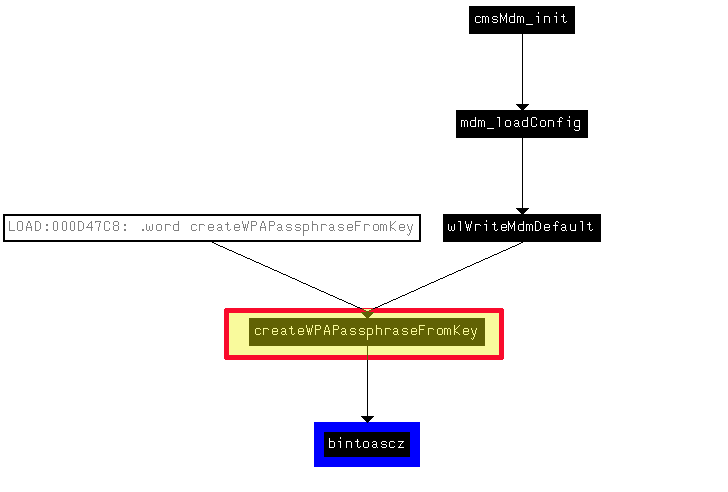 cmsMdm_init
mdm_loadConfig
LOAD:000D47C8: .word createWPAPassphraseFromKey
wlWriteMdmDefault
createWPAPassphraseFromKey
bintoascz